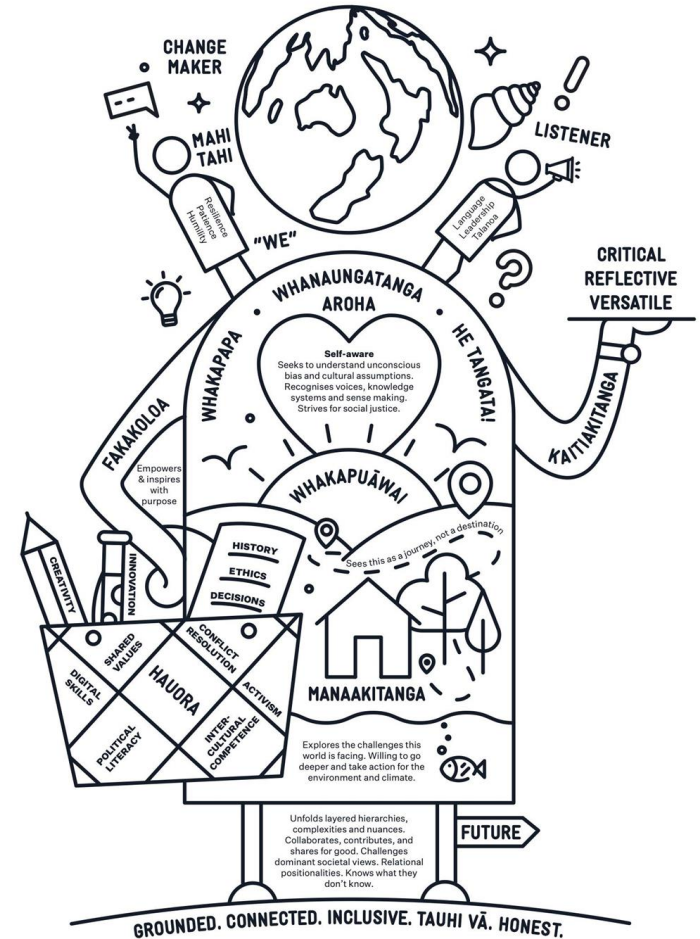 CHANGE
MAKER
MAHI
TAHI
LISTENER
Resilience
Patience
Humility
Language
Leadership
Talanoa
"WE"
CRITICAL
REFLECTIVE
VERSATILE
WHANAUNGATANGA
AROHA
WHAKAPAPA
HE TANGATA!
Self-aware
Seeks to understand unconscious
bias and cultural assumptions.
Recognises voices, knowledge
systems and sense making.
Strives for social justice.
FAKAKOLOA
KAITIAKITANGA
Empowers
& inspires
with
purpose
WHAKAPUĀWAI
Sees this as a journey, not a destination
HISTORY
ETHICS
DECISIONS
CREATIVITY
INNOVATION
SHARED
VALUES
CONFLICT
RESOLUTION
DIGITAL
SKILLS
HAUORA
ACTIVISM
POLITICAL
LITERACY
INTER-
CULTURAL
COMPETENCE
MANAAKITANGA
Explores the challenges this
world is facing. Willing to go
deeper and take action for the
environment and climate.
Unfolds layered hierarchies,
complexities and nuances.
Collaborates, contributes, and
shares for good. Challenges
dominant societal views. Relational
positionalities. Knows what they
don't know.
FUTURE
GROUNDED. CONNECTED. INCLUSIVE. TAUHI VĀ. HONEST.